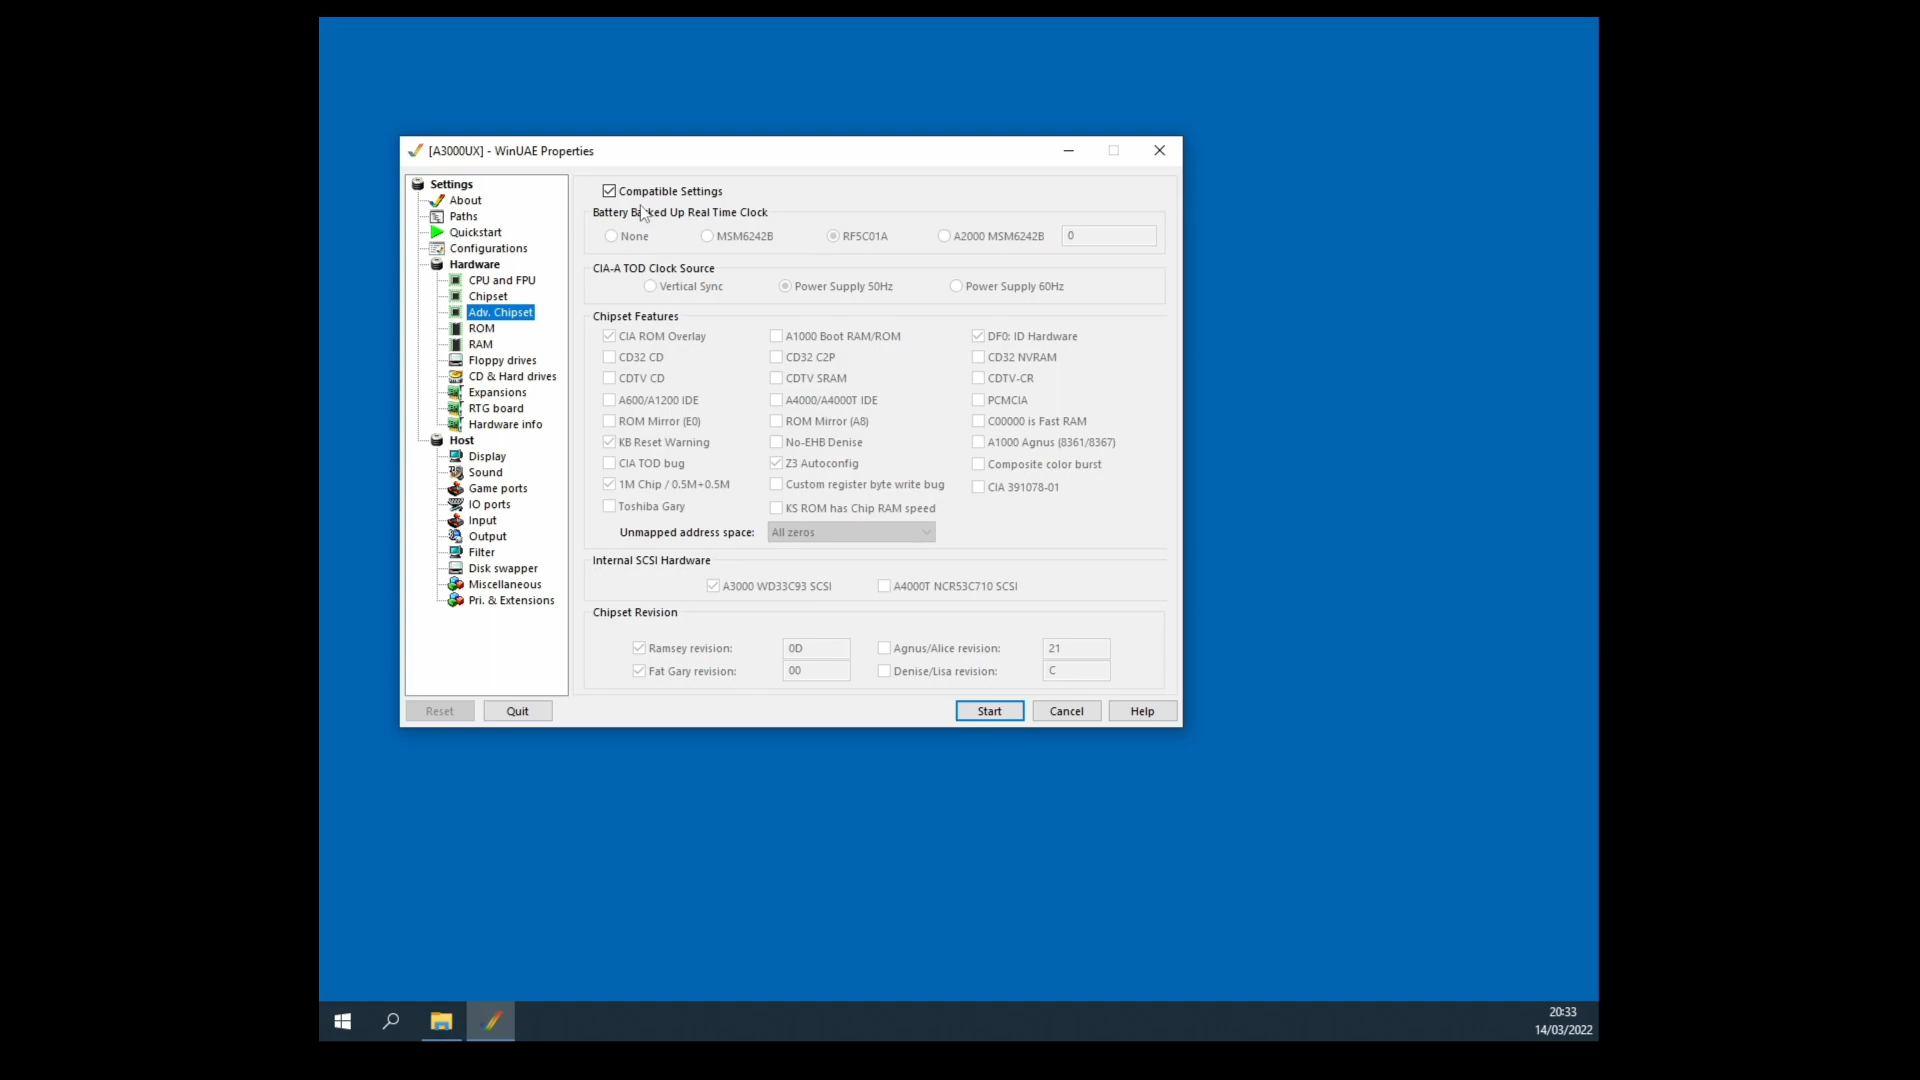 [A3000UX] - WinUAE Properties
Settings
About
Paths
Quickstart
Configurations
Hardware
CPU and FPU
Chipset
Adv. Chipset
ROM
RAM
Floppy drives
CD & Hard drives
Expansions
RTG board
Hardware info
Host
Display
Sound
Game ports
IO ports
Input
Output
Filter
Disk swapper
Miscellaneous
Pri. & Extensions
Compatible Settings
Battery Backed Up Real Time Clock
None MSM6242B RF5C01A A2000 MSM6242B 0
CIA-A TOD Clock Source
Vertical Sync Power Supply 50Hz Power Supply 60Hz
Chipset Features
CIA ROM Overlay A1000 Boot RAM/ROM DF0: ID Hardware
CD32 CD CD32 C2P CD32 NVRAM
CDTV CD CDTV SRAM CDTV-CR
A600/A1200 IDE A4000/A4000T IDE PCMCIA
ROM Mirror (E0) ROM Mirror (A8) C00000 is Fast RAM
KB Reset Warning No-EHB Denise A1000 Agnus (8361/8367)
CIA TOD bug Z3 Autoconfig Composite color burst
1M Chip / 0.5M+0.5M Custom register byte write bug CIA 391078-01
Toshiba Gary KS ROM has Chip RAM speed
Unmapped address space: All zeros
Internal SCSI Hardware
A3000 WD33C93 SCSI A4000T NCR53C710 SCSI
Chipset Revision
Ramsey revision: 0D Agnus/Alice revision: 21
Fat Gary revision: 00 Denise/Lisa revision: C
Reset Quit Start Cancel Help
20:33
14/03/2022